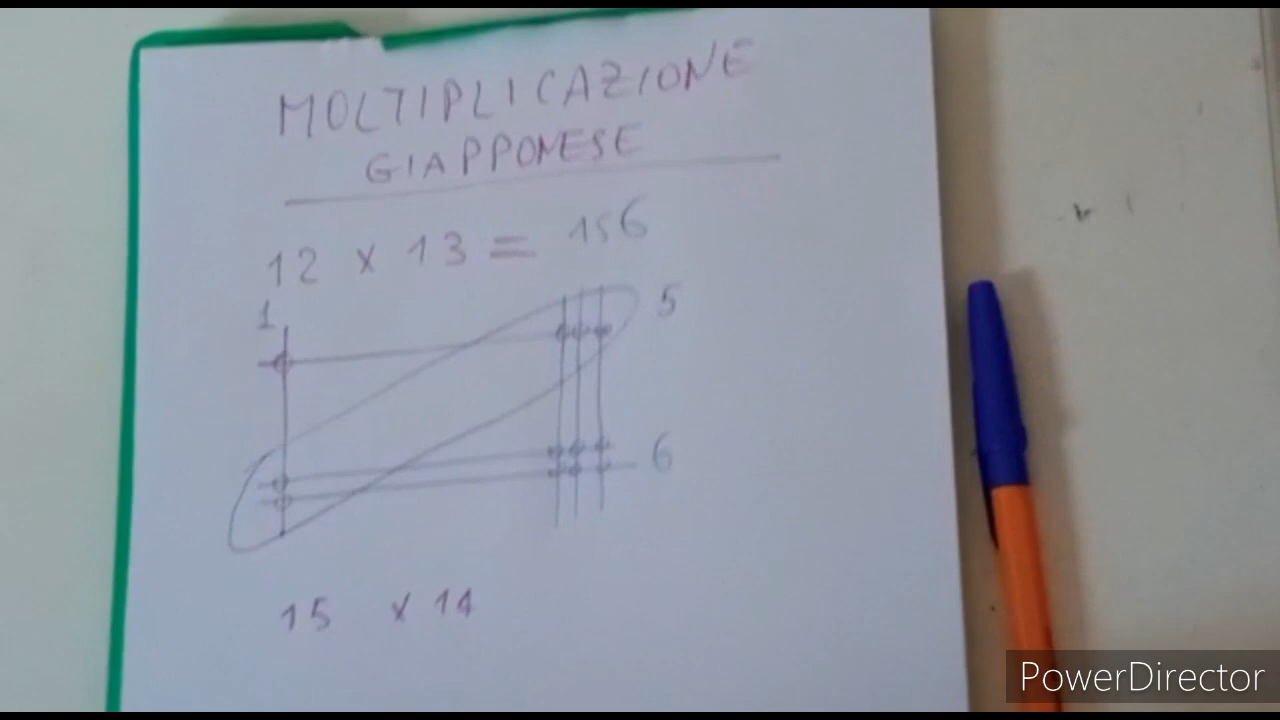 MOLTIPLICAZIONE
GIAPPONESE
12 x 13 = 156
1
5
6
15 x 14
PowerDirector